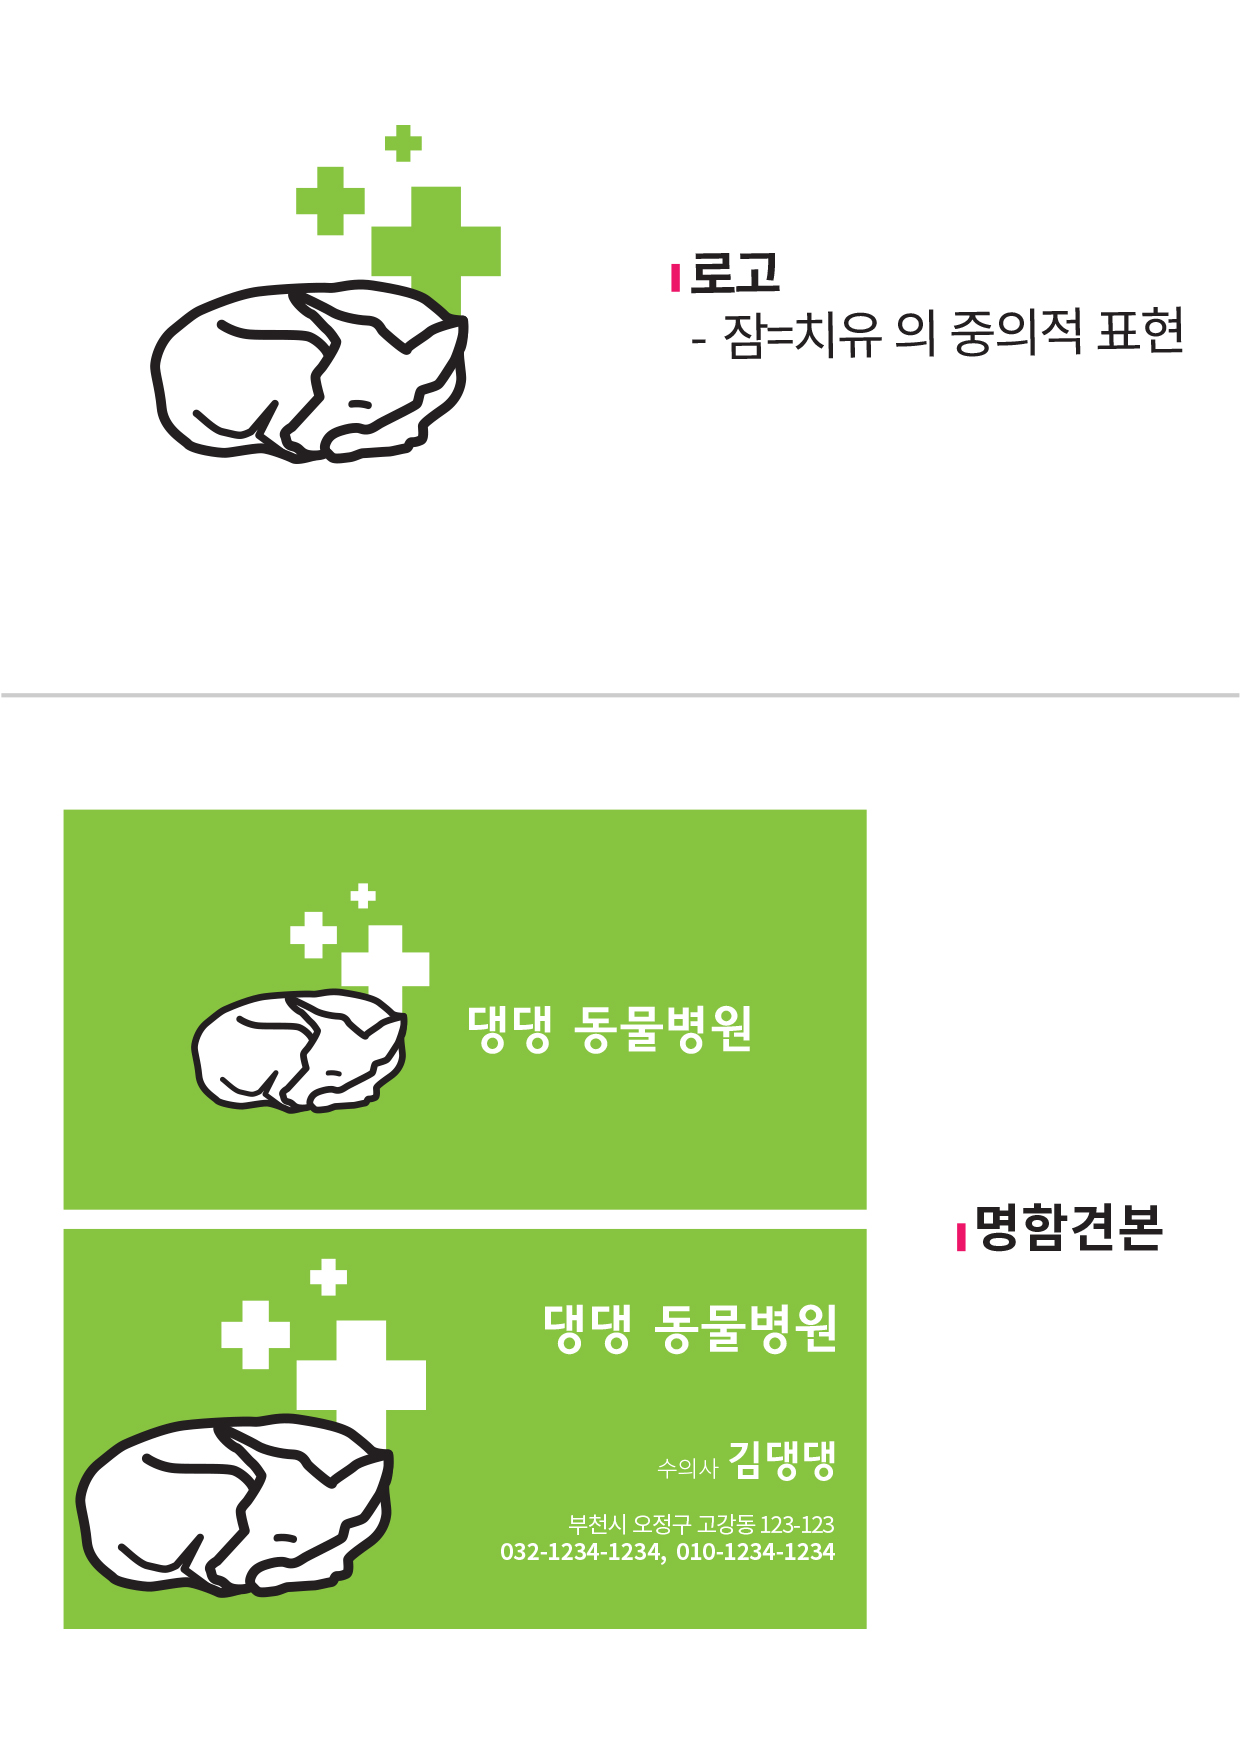 로고
- 잠=치유 의 중의적 표현
댕댕 동물병원
명함견본
댕댕 동물병원
수의사 김댕댕
부천시 오정구 고강동 123-123
032-1234-1234, 010-1234-1234